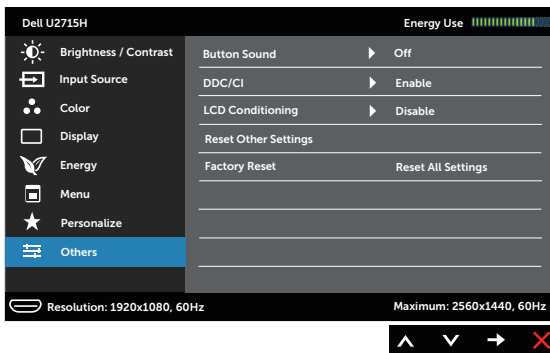 Dell U2715H Energy Use
Brightness / Contrast
Input Source
Color
Display
Energy
Menu
Personalize
Others
Button Sound Off
DDC/CI Enable
LCD Conditioning Disable
Reset Other Settings
Factory Reset Reset All Settings
Resolution: 1920x1080, 60Hz Maximum: 2560x1440, 60Hz